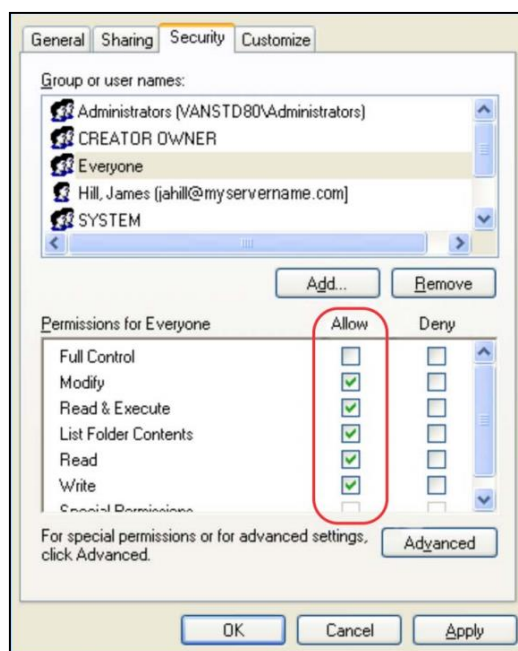 General Sharing Security Customize
Group or user names:
Administrators (VANSTD80\Administrators)
CREATOR OWNER
Everyone
Hill, James (jahill@myservername.com]
SYSTEM
Add... Remove
Permissions for Everyone Allow Deny
Full Control
Modify
Read & Execute
List Folder Contents
Read
Write
Special Permissions
For special permissions or for advanced settings,
click Advanced.
Advanced
OK Cancel Apply